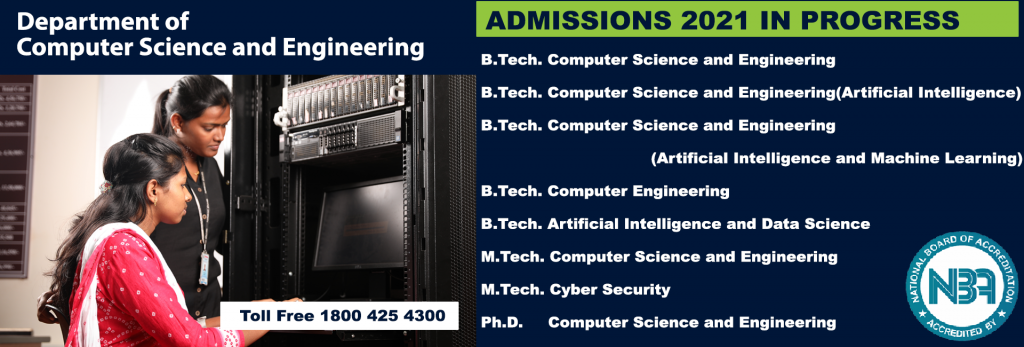 Department of
Computer Science and Engineering
Toll Free 1800 425 4300
ADMISSIONS 2021 IN PROGRESS
B.Tech. Computer Science and Engineering
B.Tech. Computer Science and Engineering(Artificial Intelligence)
B.Tech. Computer Science and Engineering
(Artificial Intelligence and Machine Learning)
B.Tech. Computer Engineering
B.Tech. Artificial Intelligence and Data Science
M.Tech. Computer Science and Engineering
M.Tech. Cyber Security
Ph.D. Computer Science and Engineering
NATIONAL BOARD OF ACCREDITATION
NBA
ACCREDITED BY